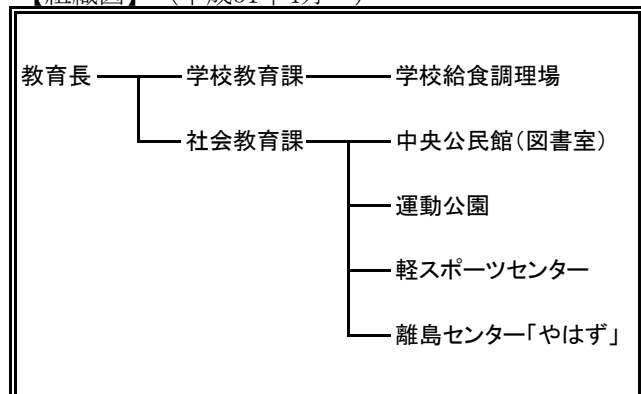 教育長 学校教育課 学校給食調理場
社会教育課 中央公民館(図書室)
運動公園
軽スポーツセンター
離島センター「やはず」